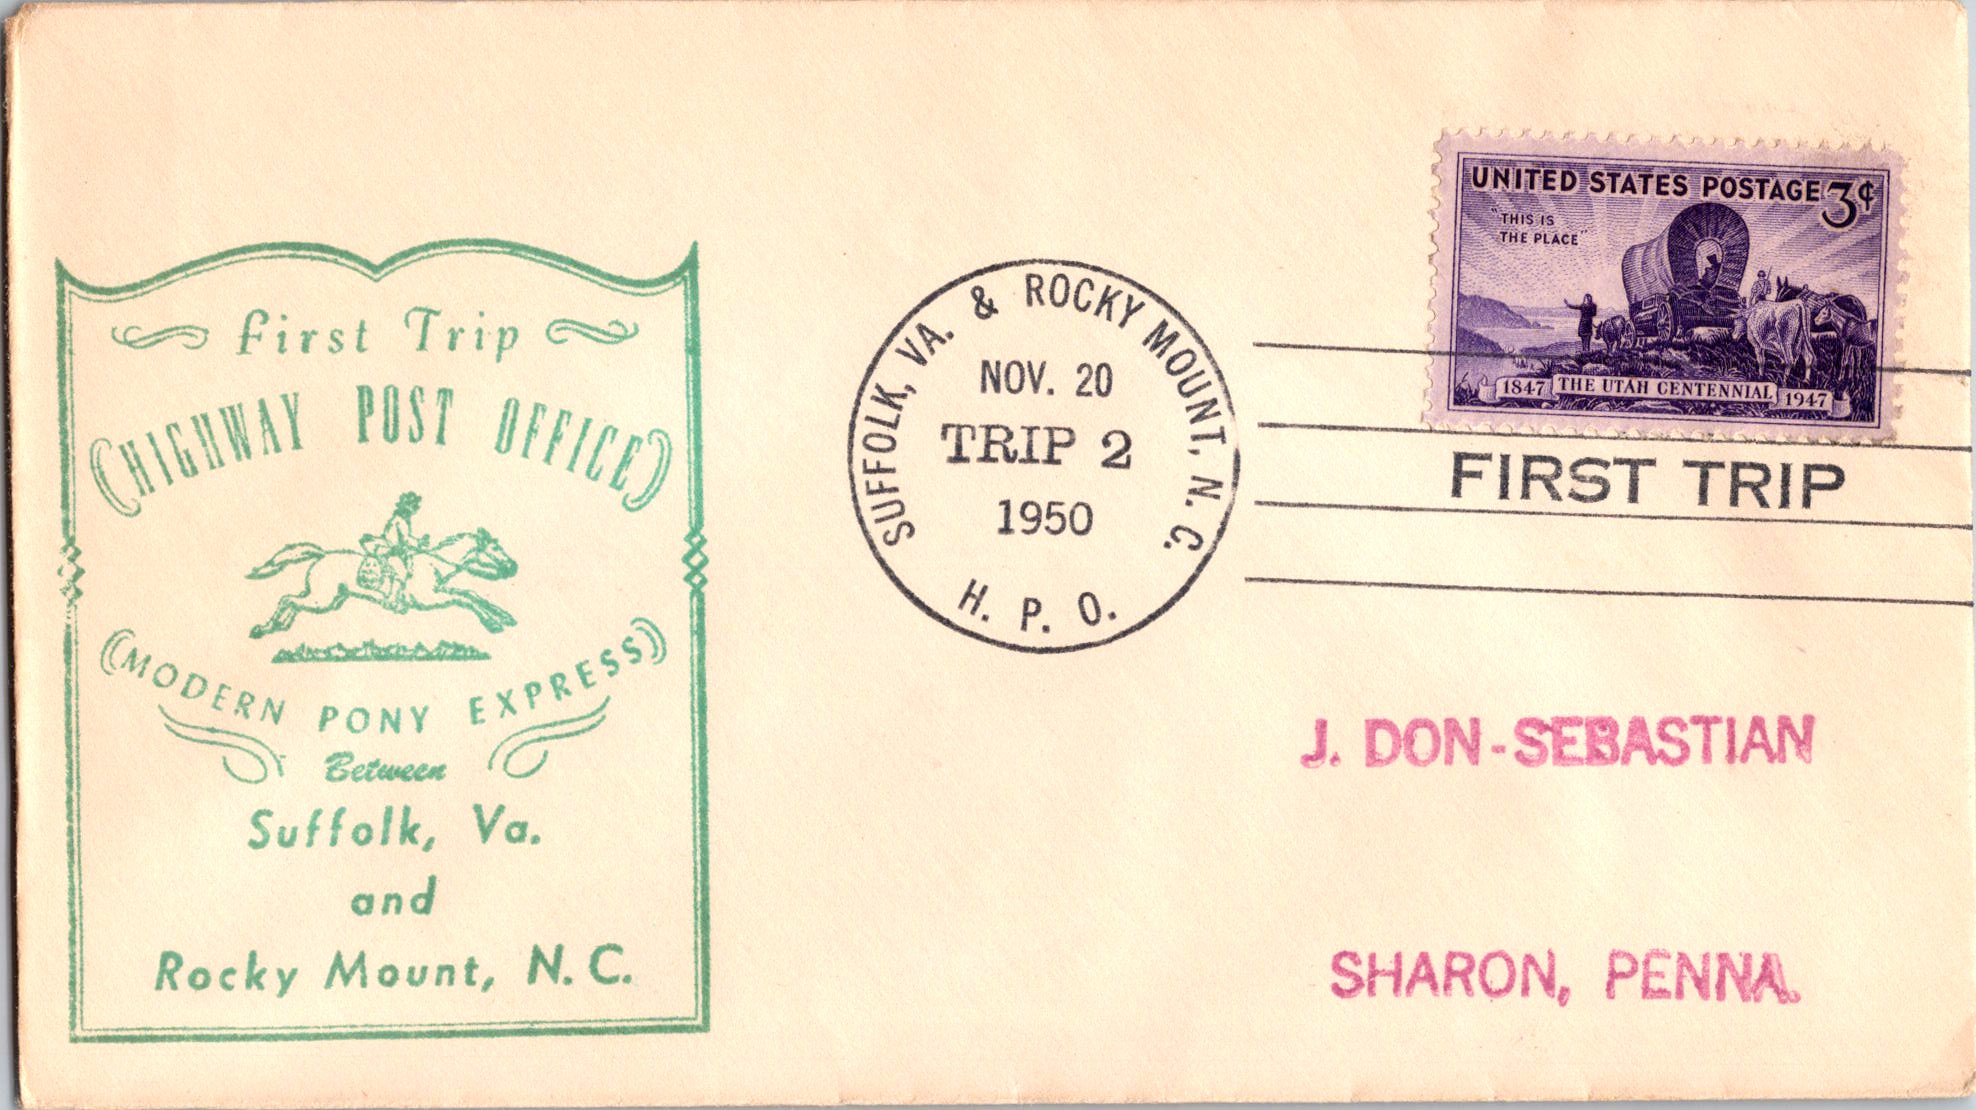 First Trip
HIGHWAY POST OFFICE
MODERN PONY EXPRESS
Between
Suffolk, Va.
and
Rocky Mount, N.C.
SUFFOLK, VA. & ROCKY MOUNT, N. C.
NOV. 20
TRIP 2
1950
H. P. O.
UNITED STATES POSTAGE 3¢
"THIS IS
THE PLACE"
1847 THE UTAH CENTENNIAL 1947
FIRST TRIP
J. DON-SEBASTIAN
SHARON, PENNA.